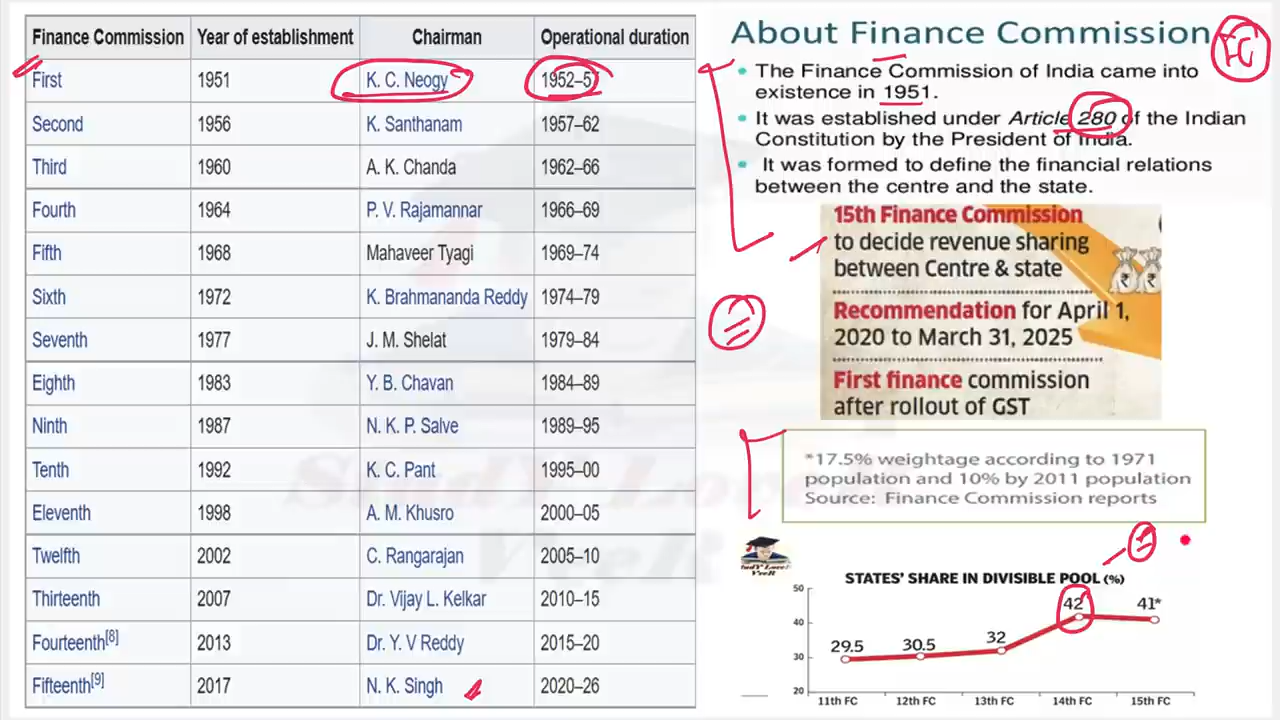 Finance Commission Year of establishment Chairman Operational duration
First 1951 K. C. Neogy 1952–57
Second 1956 K. Santhanam 1957–62
Third 1960 A. K. Chanda 1962–66
Fourth 1964 P. V. Rajamannar 1966–69
Fifth 1968 Mahaveer Tyagi 1969–74
Sixth 1972 K. Brahmananda Reddy 1974–79
Seventh 1977 J. M. Shelat 1979–84
Eighth 1983 Y. B. Chavan 1984–89
Ninth 1987 N. K. P. Salve 1989–95
Tenth 1992 K. C. Pant 1995–00
Eleventh 1998 A. M. Khusro 2000–05
Twelfth 2002 C. Rangarajan 2005–10
Thirteenth 2007 Dr. Vijay L. Kelkar 2010–15
Fourteenth[8] 2013 Dr. Y. V Reddy 2015–20
Fifteenth[9] 2017 N. K. Singh 2020–26
About Finance Commission
FC
• The Finance Commission of India came into
existence in 1951.
• It was established under Article 280 of the Indian
Constitution by the President of India.
• It was formed to define the financial relations
between the centre and the state.
15th Finance Commission
to decide revenue sharing
between Centre & state
Recommendation for April 1,
2020 to March 31, 2025
First finance commission
after rollout of GST
*17.5% weightage according to 1971
population and 10% by 2011 population
Source: Finance Commission reports
StudY LoveR
VeeR
STATES' SHARE IN DIVISIBLE POOL (%)
50
40
30
20
29.5 30.5 32 42 41*
11th FC 12th FC 13th FC 14th FC 15th FC